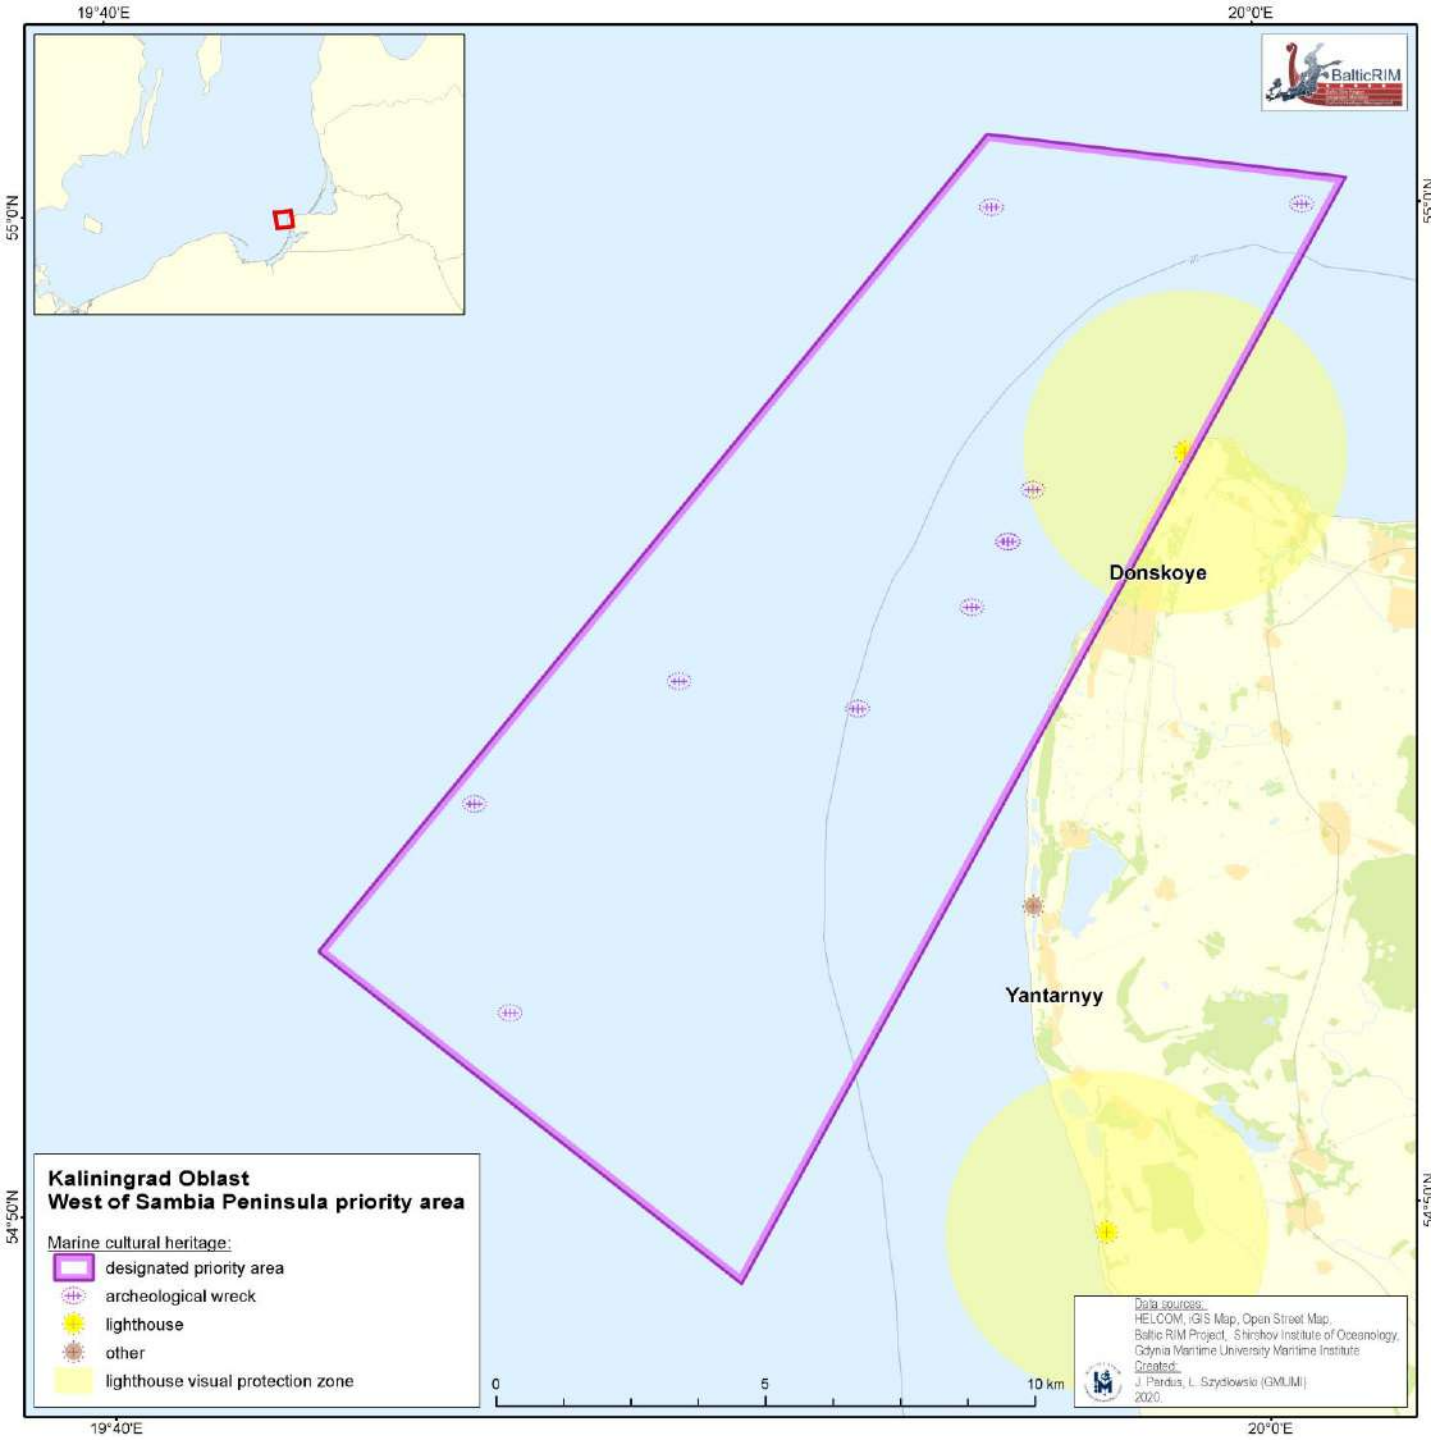 19°40'E
20°0'E
BalticRIM
55°0'N
55°0'N
Donskoye
Yantarnyy
54°50'N
54°50'N
Kaliningrad Oblast
West of Sambia Peninsula priority area
Marine cultural heritage:
designated priority area
archeological wreck
lighthouse
other
lighthouse visual protection zone
0
5
10 km
Data sources:
HELCOM, iGIS Map, Open Street Map,
Baltic RIM Project, Shirshov Institute of Oceanology,
Gdynia Maritime University Maritime Institute
Created:
J. Pardus, L. Szydłowski (GMU,MI)
2020.
19°40'E
20°0'E